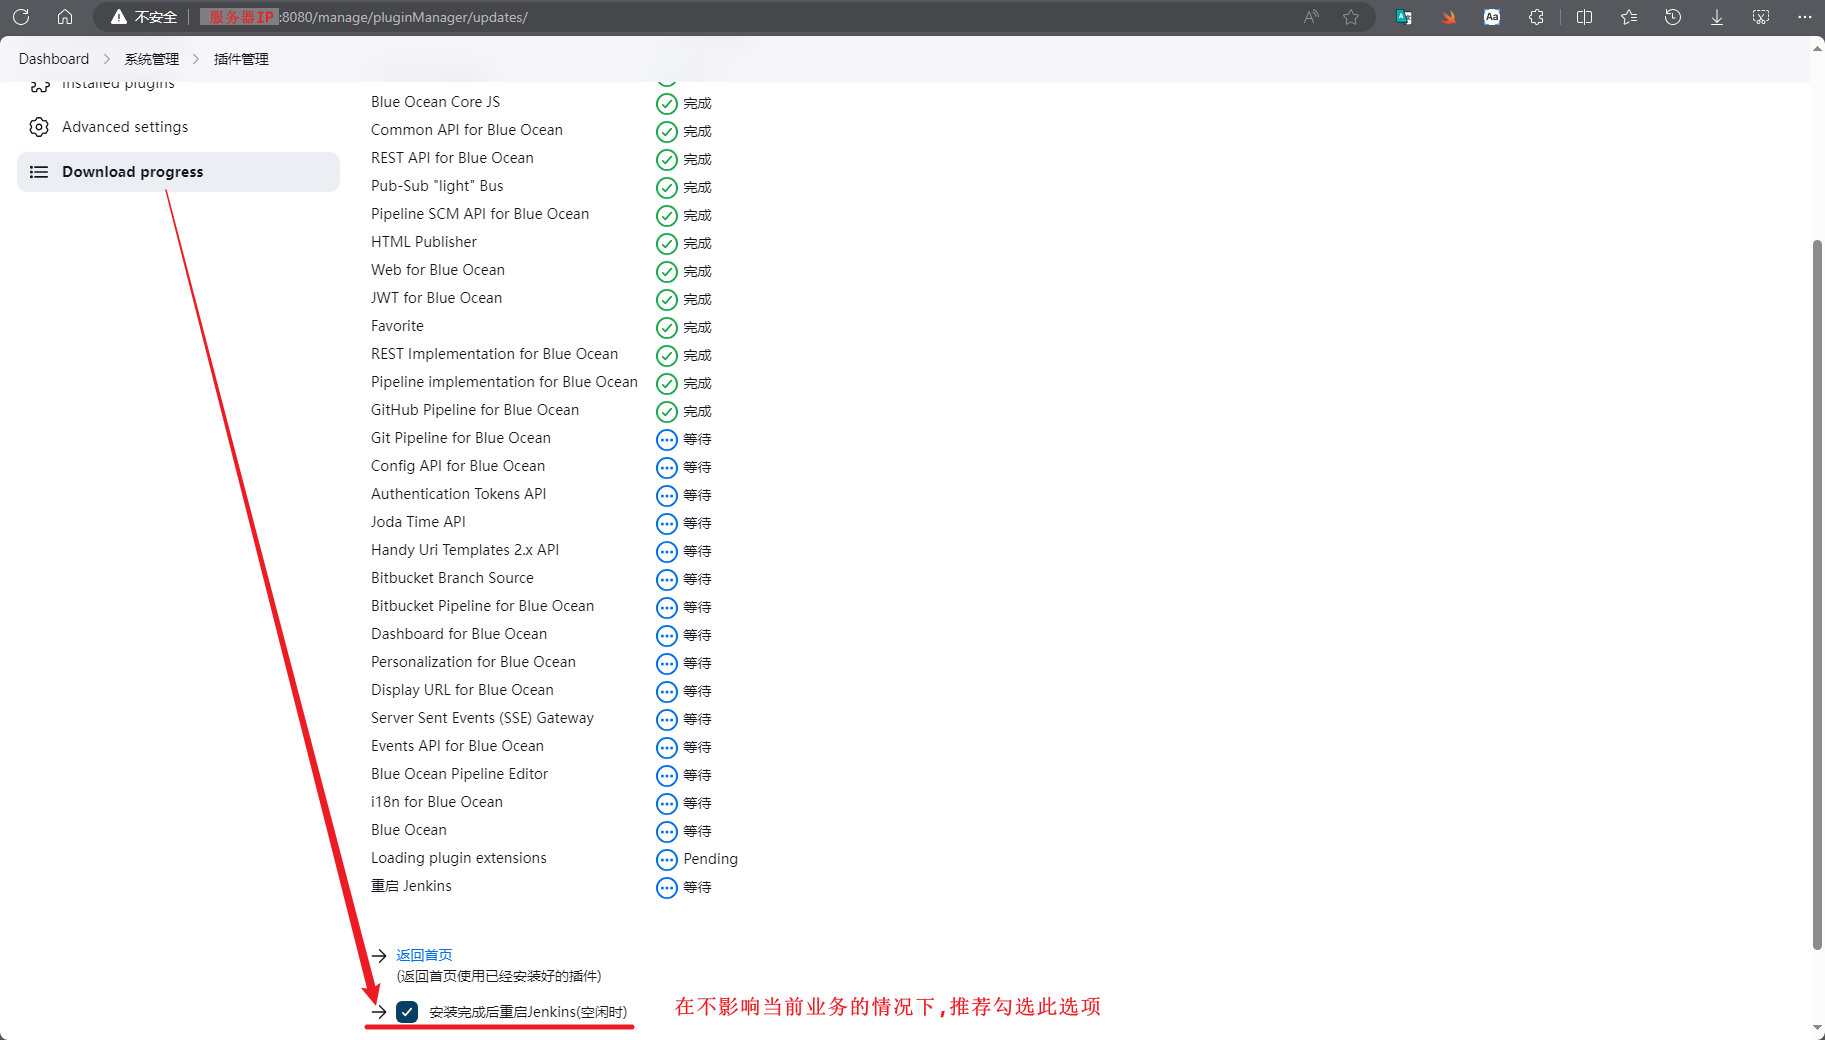 不安全 服务器IP:8080/manage/pluginManager/updates/
Dashboard 系统管理 插件管理
Installed plugins
Advanced settings
Download progress
Blue Ocean Core JS 完成
Common API for Blue Ocean 完成
REST API for Blue Ocean 完成
Pub-Sub "light" Bus 完成
Pipeline SCM API for Blue Ocean 完成
HTML Publisher 完成
Web for Blue Ocean 完成
JWT for Blue Ocean 完成
Favorite 完成
REST Implementation for Blue Ocean 完成
Pipeline implementation for Blue Ocean 完成
GitHub Pipeline for Blue Ocean 完成
Git Pipeline for Blue Ocean 等待
Config API for Blue Ocean 等待
Authentication Tokens API 等待
Joda Time API 等待
Handy Uri Templates 2.x API 等待
Bitbucket Branch Source 等待
Bitbucket Pipeline for Blue Ocean 等待
Dashboard for Blue Ocean 等待
Personalization for Blue Ocean 等待
Display URL for Blue Ocean 等待
Server Sent Events (SSE) Gateway 等待
Events API for Blue Ocean 等待
Blue Ocean Pipeline Editor 等待
i18n for Blue Ocean 等待
Blue Ocean 等待
Loading plugin extensions Pending
重启 Jenkins 等待
返回首页
(返回首页使用已经安装好的插件)
安装完成后重启Jenkins(空闲时)
在不影响当前业务的情况下,推荐勾选此选项